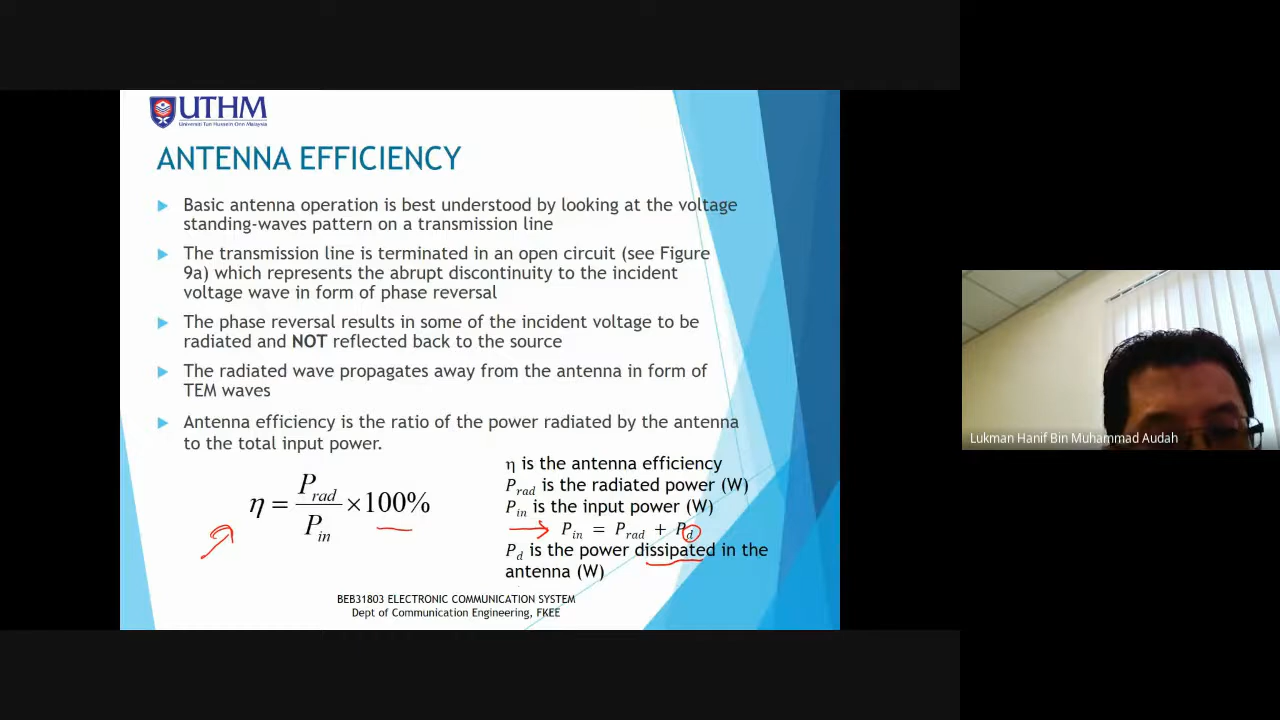 UTHM
Universiti Tun Hussein Onn Malaysia
ANTENNA EFFICIENCY
Basic antenna operation is best understood by looking at the voltage
standing-waves pattern on a transmission line
The transmission line is terminated in an open circuit (see Figure
9a) which represents the abrupt discontinuity to the incident
voltage wave in form of phase reversal
The phase reversal results in some of the incident voltage to be
radiated and NOT reflected back to the source
The radiated wave propagates away from the antenna in form of
TEM waves
Antenna efficiency is the ratio of the power radiated by the antenna
to the total input power.
η = P_rad / P_in × 100%
η is the antenna efficiency
P_rad is the radiated power (W)
P_in is the input power (W)
P_in = P_rad + P_d
P_d is the power dissipated in the
antenna (W)
BEB31803 ELECTRONIC COMMUNICATION SYSTEM
Dept of Communication Engineering, FKEE
Lukman Hanif Bin Muhammad Audah